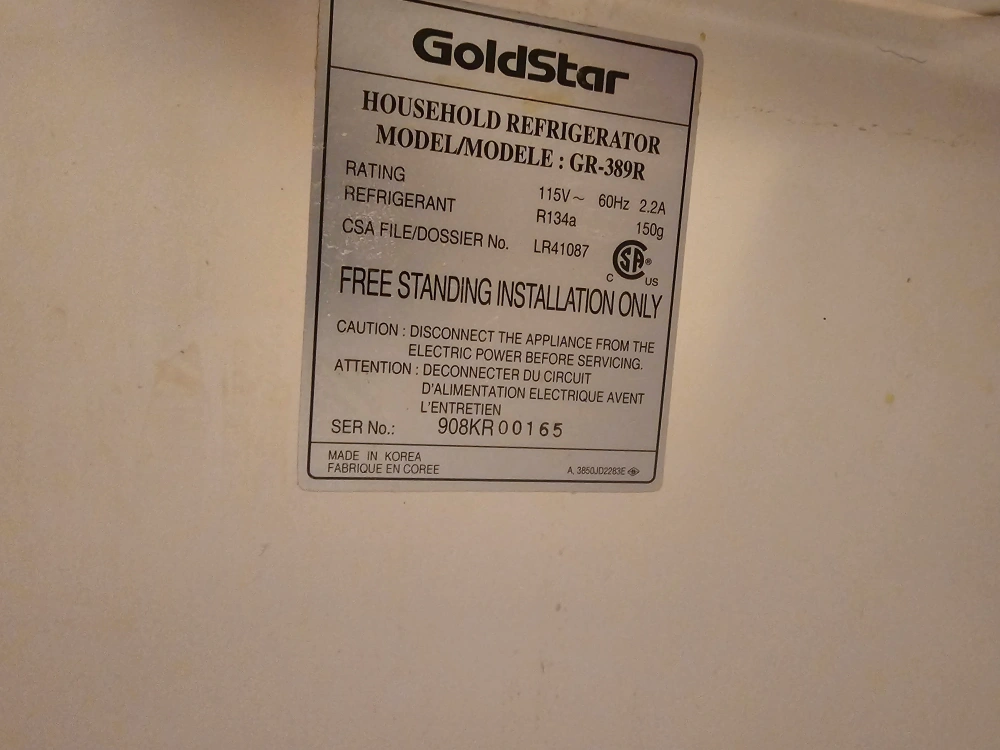 GoldStar
HOUSEHOLD REFRIGERATOR
MODEL/MODELE : GR-389R
RATING 115V~ 60Hz 2.2A
REFRIGERANT R134a 150g
CSA FILE/DOSSIER No. LR41087
C SA ® US
FREE STANDING INSTALLATION ONLY
CAUTION : DISCONNECT THE APPLIANCE FROM THE
ELECTRIC POWER BEFORE SERVICING.
ATTENTION : DECONNECTER DU CIRCUIT
D'ALIMENTATION ELECTRIQUE AVENT
L'ENTRETIEN
SER No.: 908KR00165
MADE IN KOREA
FABRIQUE EN COREE
A, 3850JD2283E